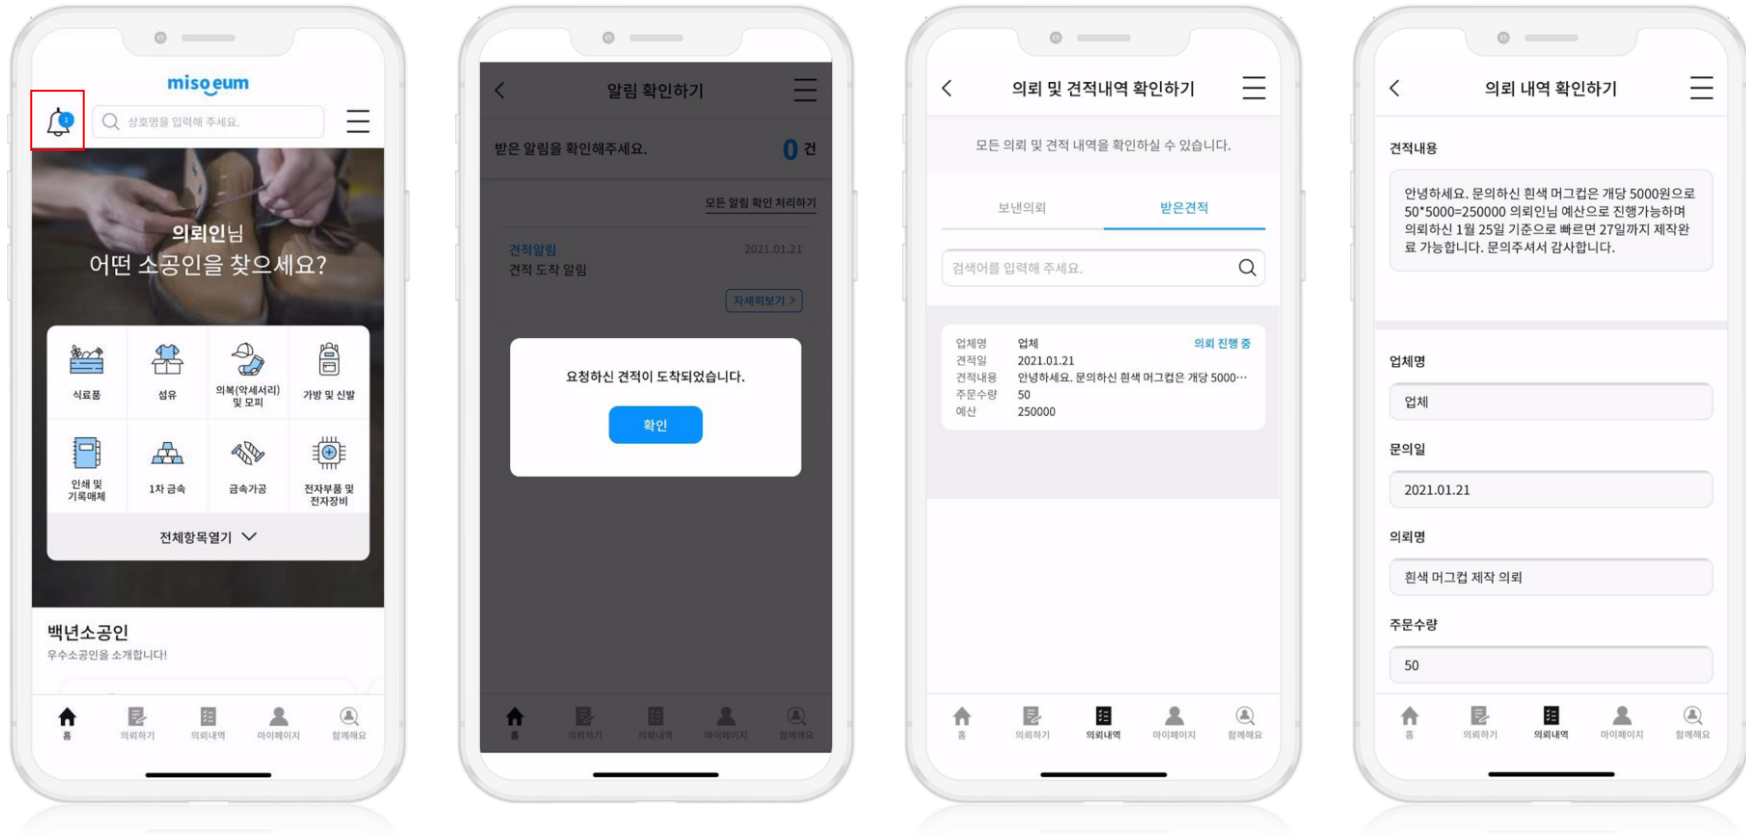 misoeum
1
상호명을 입력해 주세요.
의뢰인님
어떤 소공인을 찾으세요?
식료품
섬유
의복(악세서리)
및 모피
가방 및 신발
인쇄 및
기록매체
1차 금속
금속가공
전자부품 및
전자장비
전체항목열기
백년소공인
우수소공인을 소개합니다!
홈
의뢰하기
의뢰내역
마이페이지
함께해요
알림 확인하기
받은 알림을 확인해주세요.
0 건
모든 알림 확인 처리하기
견적알림
2021.01.21
견적 도착 알림
자세히보기 >
요청하신 견적이 도착되었습니다.
확인
홈
의뢰하기
의뢰내역
마이페이지
함께해요
의뢰 및 견적내역 확인하기
모든 의뢰 및 견적 내역을 확인하실 수 있습니다.
보낸의뢰
받은견적
검색어를 입력해 주세요.
업체명 업체 의뢰 진행 중
견적일 2021.01.21
견적내용 안녕하세요. 문의하신 흰색 머그컵은 개당 5000…
주문수량 50
예산 250000
홈
의뢰하기
의뢰내역
마이페이지
함께해요
의뢰 내역 확인하기
견적내용
안녕하세요. 문의하신 흰색 머그컵은 개당 5000원으로
50*5000=250000 의뢰인님 예산으로 진행가능하며
의뢰하신 1월 25일 기준으로 빠르면 27일까지 제작완
료 가능합니다. 문의주셔서 감사합니다.
업체명
업체
문의일
2021.01.21
의뢰명
흰색 머그컵 제작 의뢰
주문수량
50
홈
의뢰하기
의뢰내역
마이페이지
함께해요